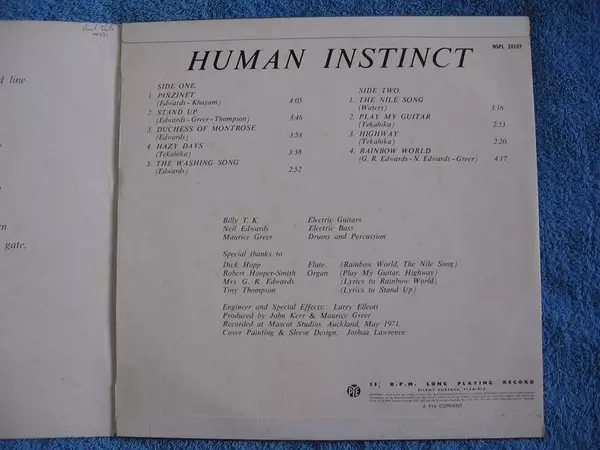 d line
gate,
NSPL 28107
HUMAN INSTINCT
SIDE ONE
1. PINZINET
(Edwards-Khayam) 4:05
2. STAND UP
(Edwards-Greer-Thompson) 3:46
3. DUCHESS OF MONTROSE
(Edwards) 3:58
4. HAZY DAYS
(Tekahika) 3:38
5. THE WASHING SONG
(Edwards) 2:52
SIDE TWO
1. THE NILE SONG
(Waters) 3:16
2. PLAY MY GUITAR
(Tekahika) 2:53
3. HIGHWAY
(Tekahika) 2:20
4. RAINBOW WORLD
(G. R. Edwards-N. Edwards-Greer) 4:17
Billy T. K. Electric Guitars
Neil Edwards Electric Bass
Maurice Greer Drums and Percussion
Special thanks to
Dick Hopp Flute (Rainbow World, The Nile Song)
Robert Hooper-Smith Organ (Play My Guitar, Highway)
Mrs G. R. Edwards (Lyrics to Rainbow World)
Tiny Thompson (Lyrics to Stand Up)
Engineer and Special Effects: Larry Ellcott
Produced by John Kerr & Maurice Greer
Recorded at Mascot Studios, Auckland, May 1971.
Cover Painting & Sleeve Design: Joshua Lawrence
PYE
33⅓ R.P.M. LONG PLAYING RECORD
SILENT SURFACE, FLEXIBLE
A PYE COMPANY